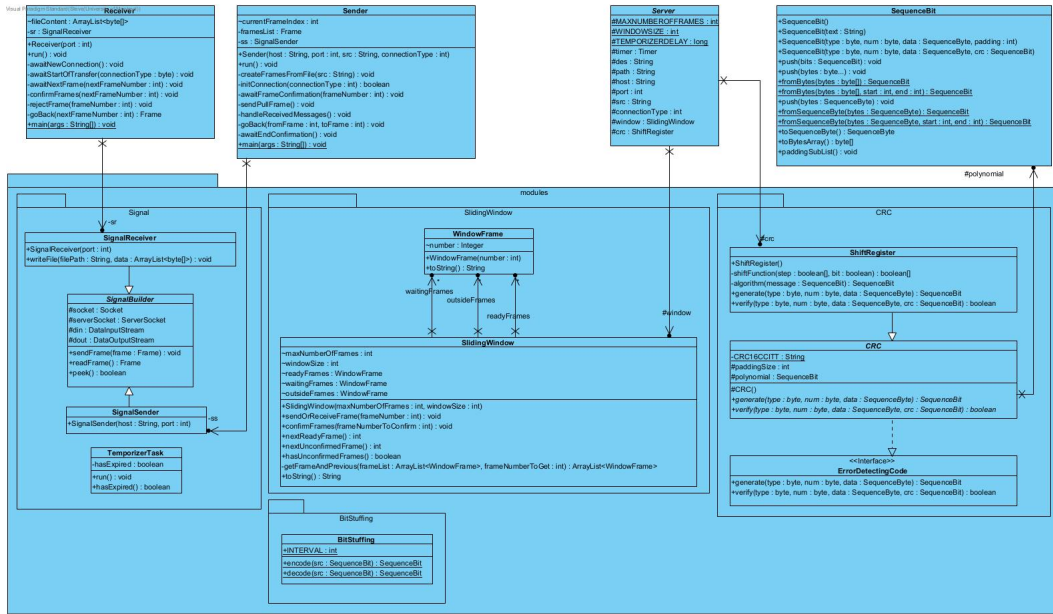 Receiver
~fileContent : ArrayList<byte[]>
-sr : SignalReceiver
+Receiver(port : int)
+run() : void
-awaitNewConnection() : void
-awaitStartOfTransfer(connectionType : byte) : void
-awaitNextFrame(nextFrameNumber : int) : void
-confirmFrames(nextFrameNumber : int) : void
-rejectFrame(frameNumber : int) : void
-goBack(nextFrameNumber : int) : Frame
+main(args : String[]) : void
Sender
~currentFrameIndex : int
-framesList : Frame
-ss : SignalSender
+Sender(host : String, port : int, src : String, connectionType : int)
+run() : void
-createFramesFromFile(src : String) : void
-initConnection(connectionType : int) : boolean
-awaitFrameConfirmation(frameNumber : int) : void
-sendPullFrame() : void
-handleReceivedMessages() : void
-goBack(fromFrame : int, toFrame : int) : void
-awaitEndConfirmation() : void
+main(args : String[]) : void
Server
#MAXNUMBEROFFRAMES : int
#WINDOWSIZE : int
#TEMPORIZERDELAY : long
#timer : Timer
#des : String
#path : String
#host : String
#port : int
#src : String
#connectionType : int
#window : SlidingWindow
#crc : ShiftRegister
SequenceBit
+SequenceBit()
+SequenceBit(text : String)
+SequenceBit(type : byte, num : byte, data : SequenceByte, padding : int)
+SequenceBit(type : byte, num : byte, data : SequenceByte, crc : SequenceBit)
+push(bits : SequenceBit) : void
+push(bytes : byte...) : void
+fromBytes(bytes : byte[]) : SequenceBit
+fromBytes(bytes : byte[], start : int, end : int) : SequenceBit
+push(bytes : SequenceByte) : void
+fromSequenceByte(bytes : SequenceByte) : SequenceBit
+fromSequenceByte(bytes : SequenceByte, start : int, end : int) : SequenceBit
+toSequenceByte() : SequenceByte
+toBytesArray() : byte[]
+paddingSubList() : void
#polynomial
modules
Signal
-sr
SignalReceiver
+SignalReceiver(port : int)
+writeFile(filePath : String, data : ArrayList<byte[]>) : void
SignalBuilder
#socket : Socket
#serverSocket : ServerSocket
#din : DataInputStream
#dout : DataOutputStream
+sendFrame(frame : Frame) : void
+readFrame() : Frame
+peek() : boolean
SignalSender
+SignalSender(host : String, port : int)
-ss
TemporizerTask
-hasExpired : boolean
+run() : void
+hasExpired() : boolean
SlidingWindow
WindowFrame
~number : Integer
+WindowFrame(number : int)
+toString() : String
*
*
*
waitingFrames
outsideFrames
readyFrames
#window
SlidingWindow
~maxNumberOfFrames : int
~windowSize : int
~readyFrames : WindowFrame
~waitingFrames : WindowFrame
~outsideFrames : WindowFrame
+SlidingWindow(maxNumberOfFrames : int, windowSize : int)
+sendOrReceiveFrame(frameNumber : int) : void
+confirmFrames(frameNumberToConfirm : int) : void
+nextReadyFrame() : int
+nextUnconfirmedFrame() : int
+hasUnconfirmedFrames() : boolean
-getFrameAndPrevious(frameList : ArrayList<WindowFrame>, frameNumberToGet : int) : ArrayList<WindowFrame>
+toString() : String
BitStuffing
BitStuffing
+INTERVAL : int
+encode(src : SequenceBit) : SequenceBit
+decode(src : SequenceBit) : SequenceBit
CRC
#crc
ShiftRegister
+ShiftRegister()
-shiftFunction(step : boolean[], bit : boolean) : boolean[]
-algorithm(message : SequenceBit) : SequenceBit
+generate(type : byte, num : byte, data : SequenceByte) : SequenceBit
+verify(type : byte, num : byte, data : SequenceByte, crc : SequenceBit) : boolean
CRC
-CRC16CCITT : String
#paddingSize : int
#polynomial : SequenceBit
#CRC()
+generate(type : byte, num : byte, data : SequenceByte) : SequenceBit
+verify(type : byte, num : byte, data : SequenceByte, crc : SequenceBit) : boolean
<<Interface>>
ErrorDetectingCode
+generate(type : byte, num : byte, data : SequenceByte) : SequenceBit
+verify(type : byte, num : byte, data : SequenceByte, crc : SequenceBit) : boolean